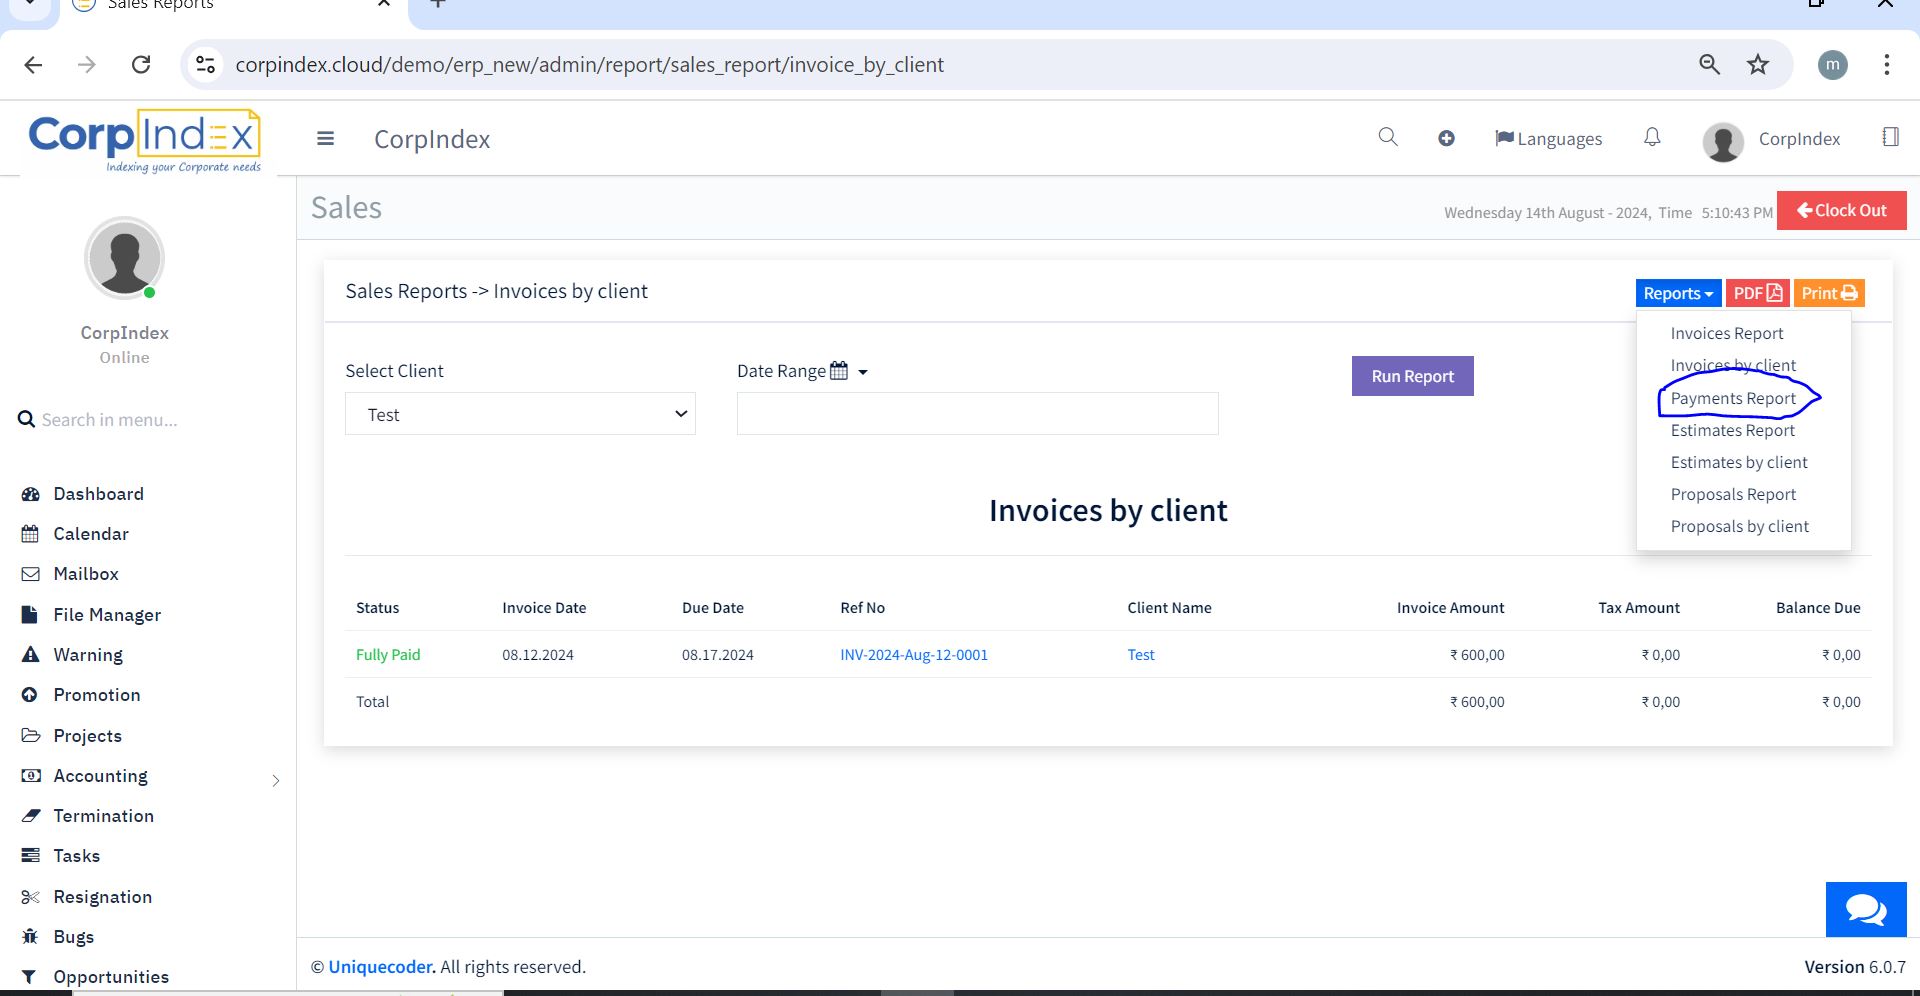 Sales Reports
corpindex.cloud/demo/erp_new/admin/report/sales_report/invoice_by_client
m
CorpIndex
Indexing your Corporate needs
CorpIndex
Languages
CorpIndex
Sales
Wednesday 14th August - 2024, Time 5:10:43 PM
Clock Out
CorpIndex
Online
Search in menu...
Dashboard
Calendar
Mailbox
File Manager
Warning
Promotion
Projects
Accounting
Termination
Tasks
Resignation
Bugs
Opportunities
Sales Reports -> Invoices by client
Reports
PDF
Print
Invoices Report
Invoices by client
Payments Report
Estimates Report
Estimates by client
Proposals Report
Proposals by client
Select Client
Date Range
Test
Run Report
Invoices by client
Status Invoice Date Due Date Ref No Client Name Invoice Amount Tax Amount Balance Due
Fully Paid 08.12.2024 08.17.2024 INV-2024-Aug-12-0001 Test ₹ 600,00 ₹ 0,00 ₹ 0,00
Total ₹ 600,00 ₹ 0,00 ₹ 0,00
© Uniquecoder. All rights reserved.
Version 6.0.7